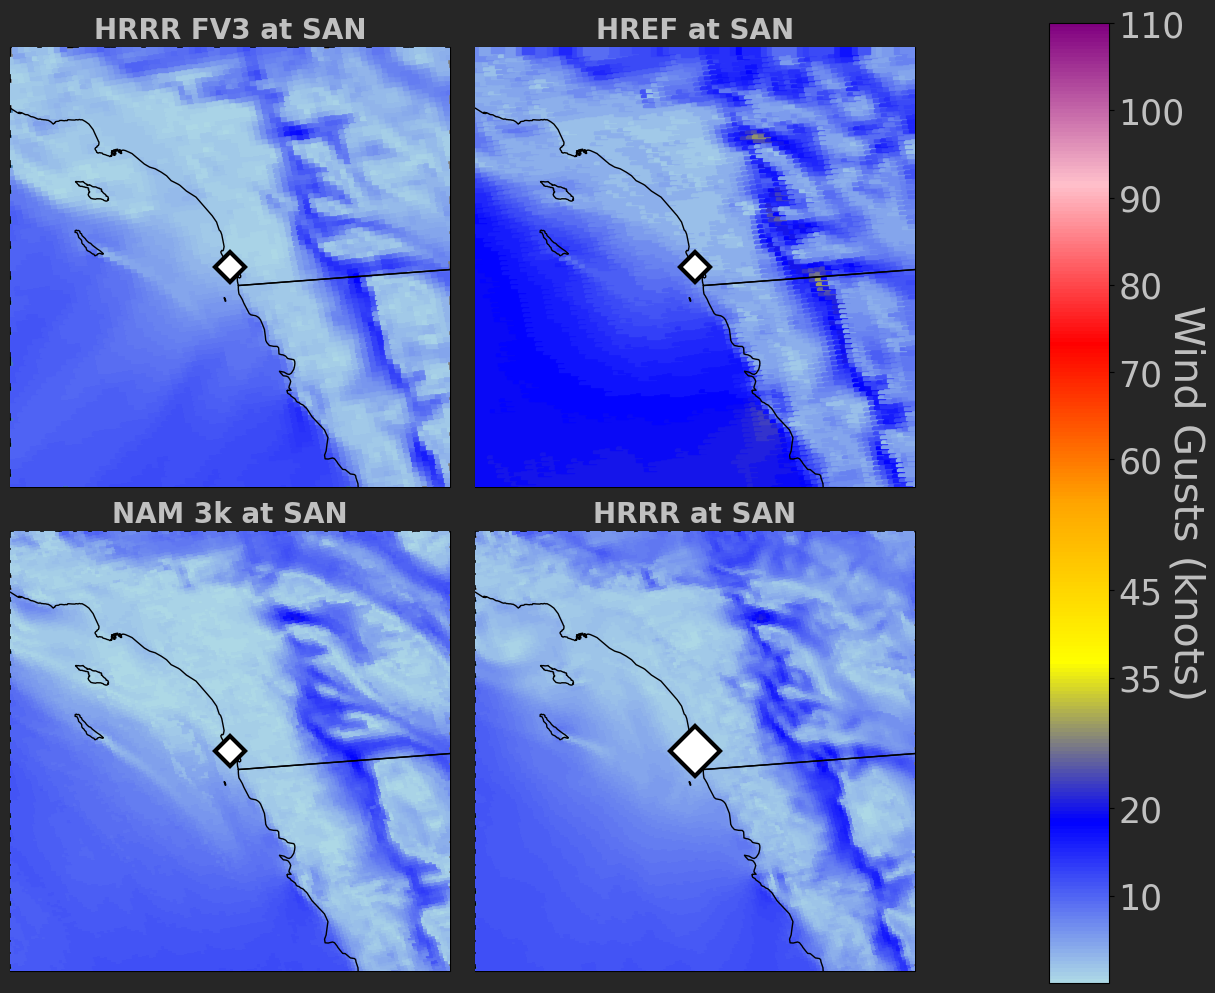 HRRR FV3 at SAN
HREF at SAN
NAM 3k at SAN
HRRR at SAN
110
100
90
80
70
60
45
35
20
10
Wind Gusts (knots)